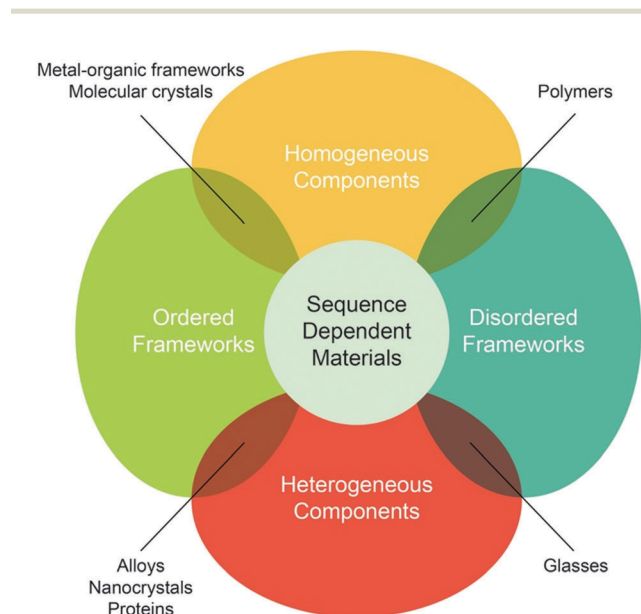 Metal-organic frameworks
Molecular crystals
Polymers
Homogeneous
Components
Ordered
Frameworks
Sequence
Dependent
Materials
Disordered
Frameworks
Heterogeneous
Components
Alloys
Nanocrystals
Proteins
Glasses